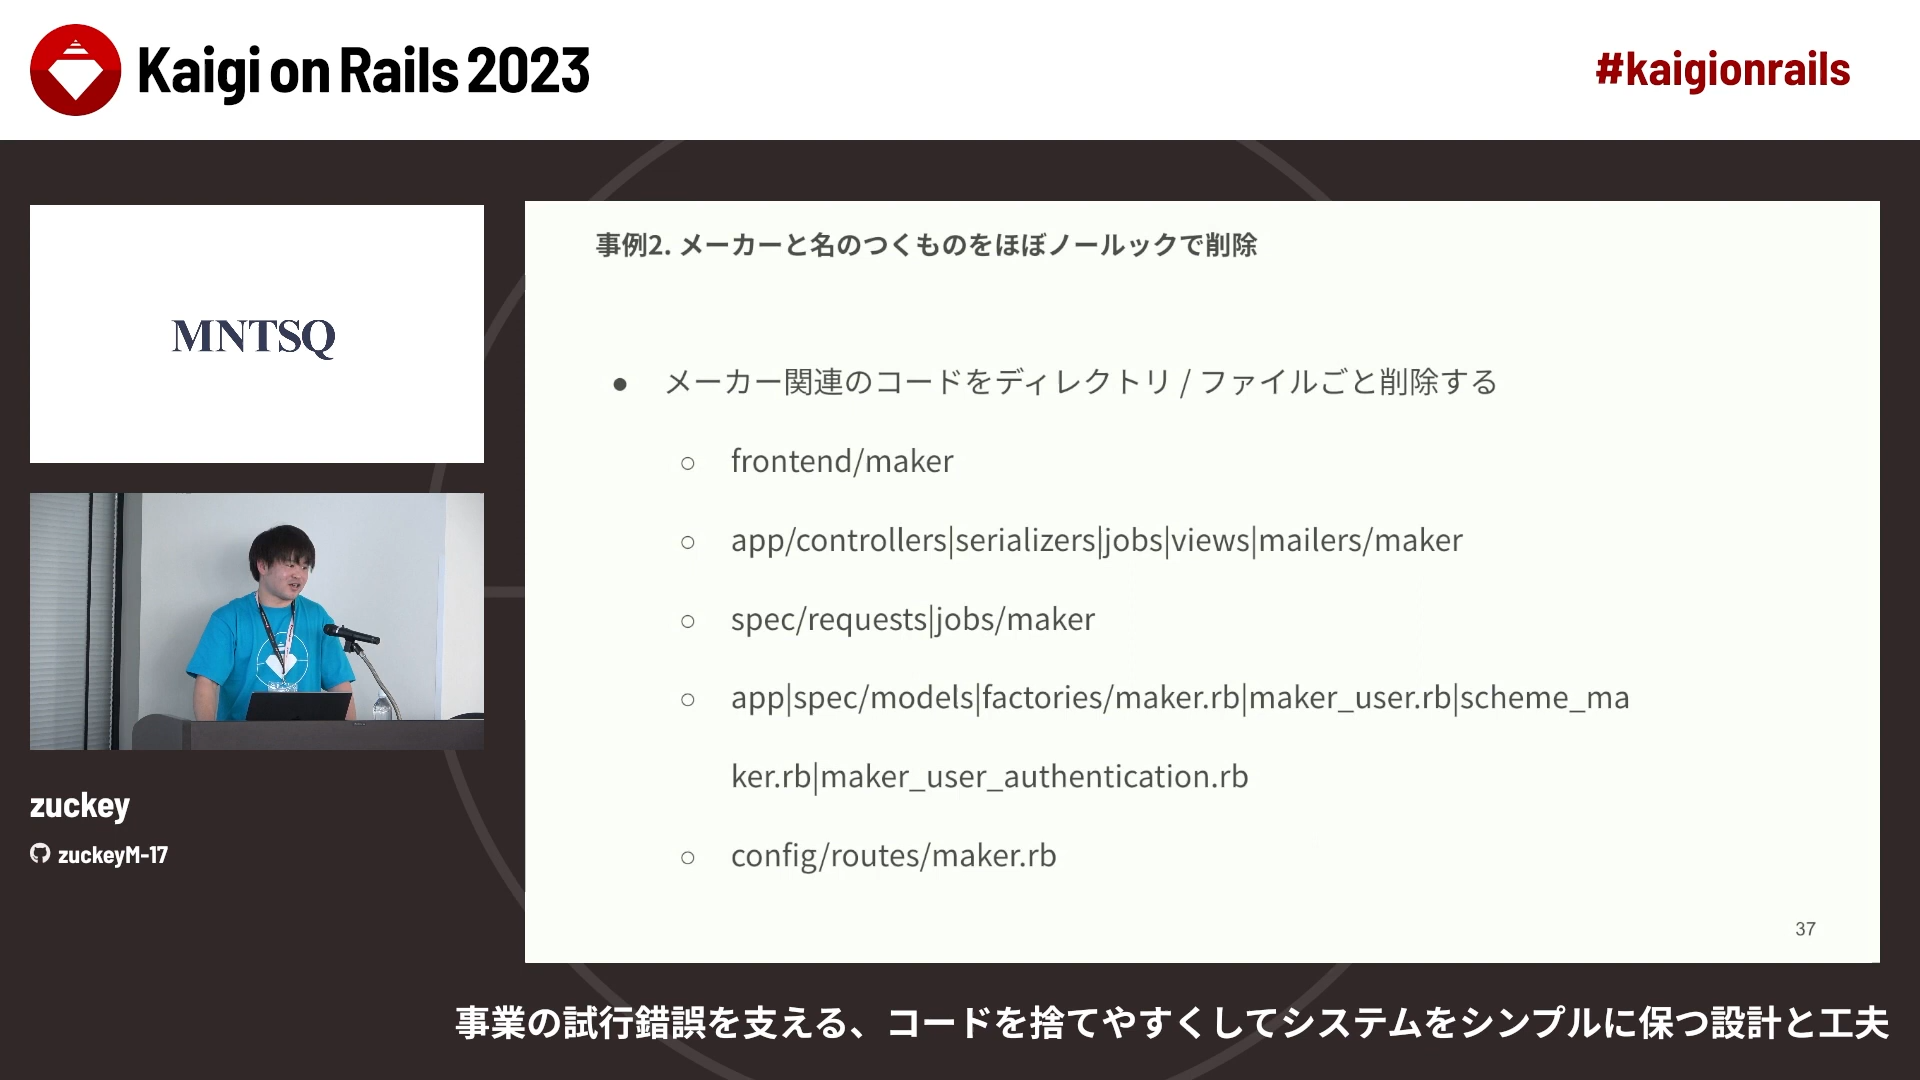 Kaigi on Rails 2023
#kaigionrails
MNTSQ
事例2. メーカーと名のつくものをほぼノールックで削除
● メーカー関連のコードをディレクトリ / ファイルごと削除する
○ frontend/maker
○ app/controllers|serializers|jobs|views|mailers/maker
○ spec/requests|jobs/maker
○ app|spec/models|factories/maker.rb|maker_user.rb|scheme_ma
ker.rb|maker_user_authentication.rb
○ config/routes/maker.rb
37
zuckey
zuckeyM-17
事業の試行錯誤を支える、コードを捨てやすくしてシステムをシンプルに保つ設計と工夫